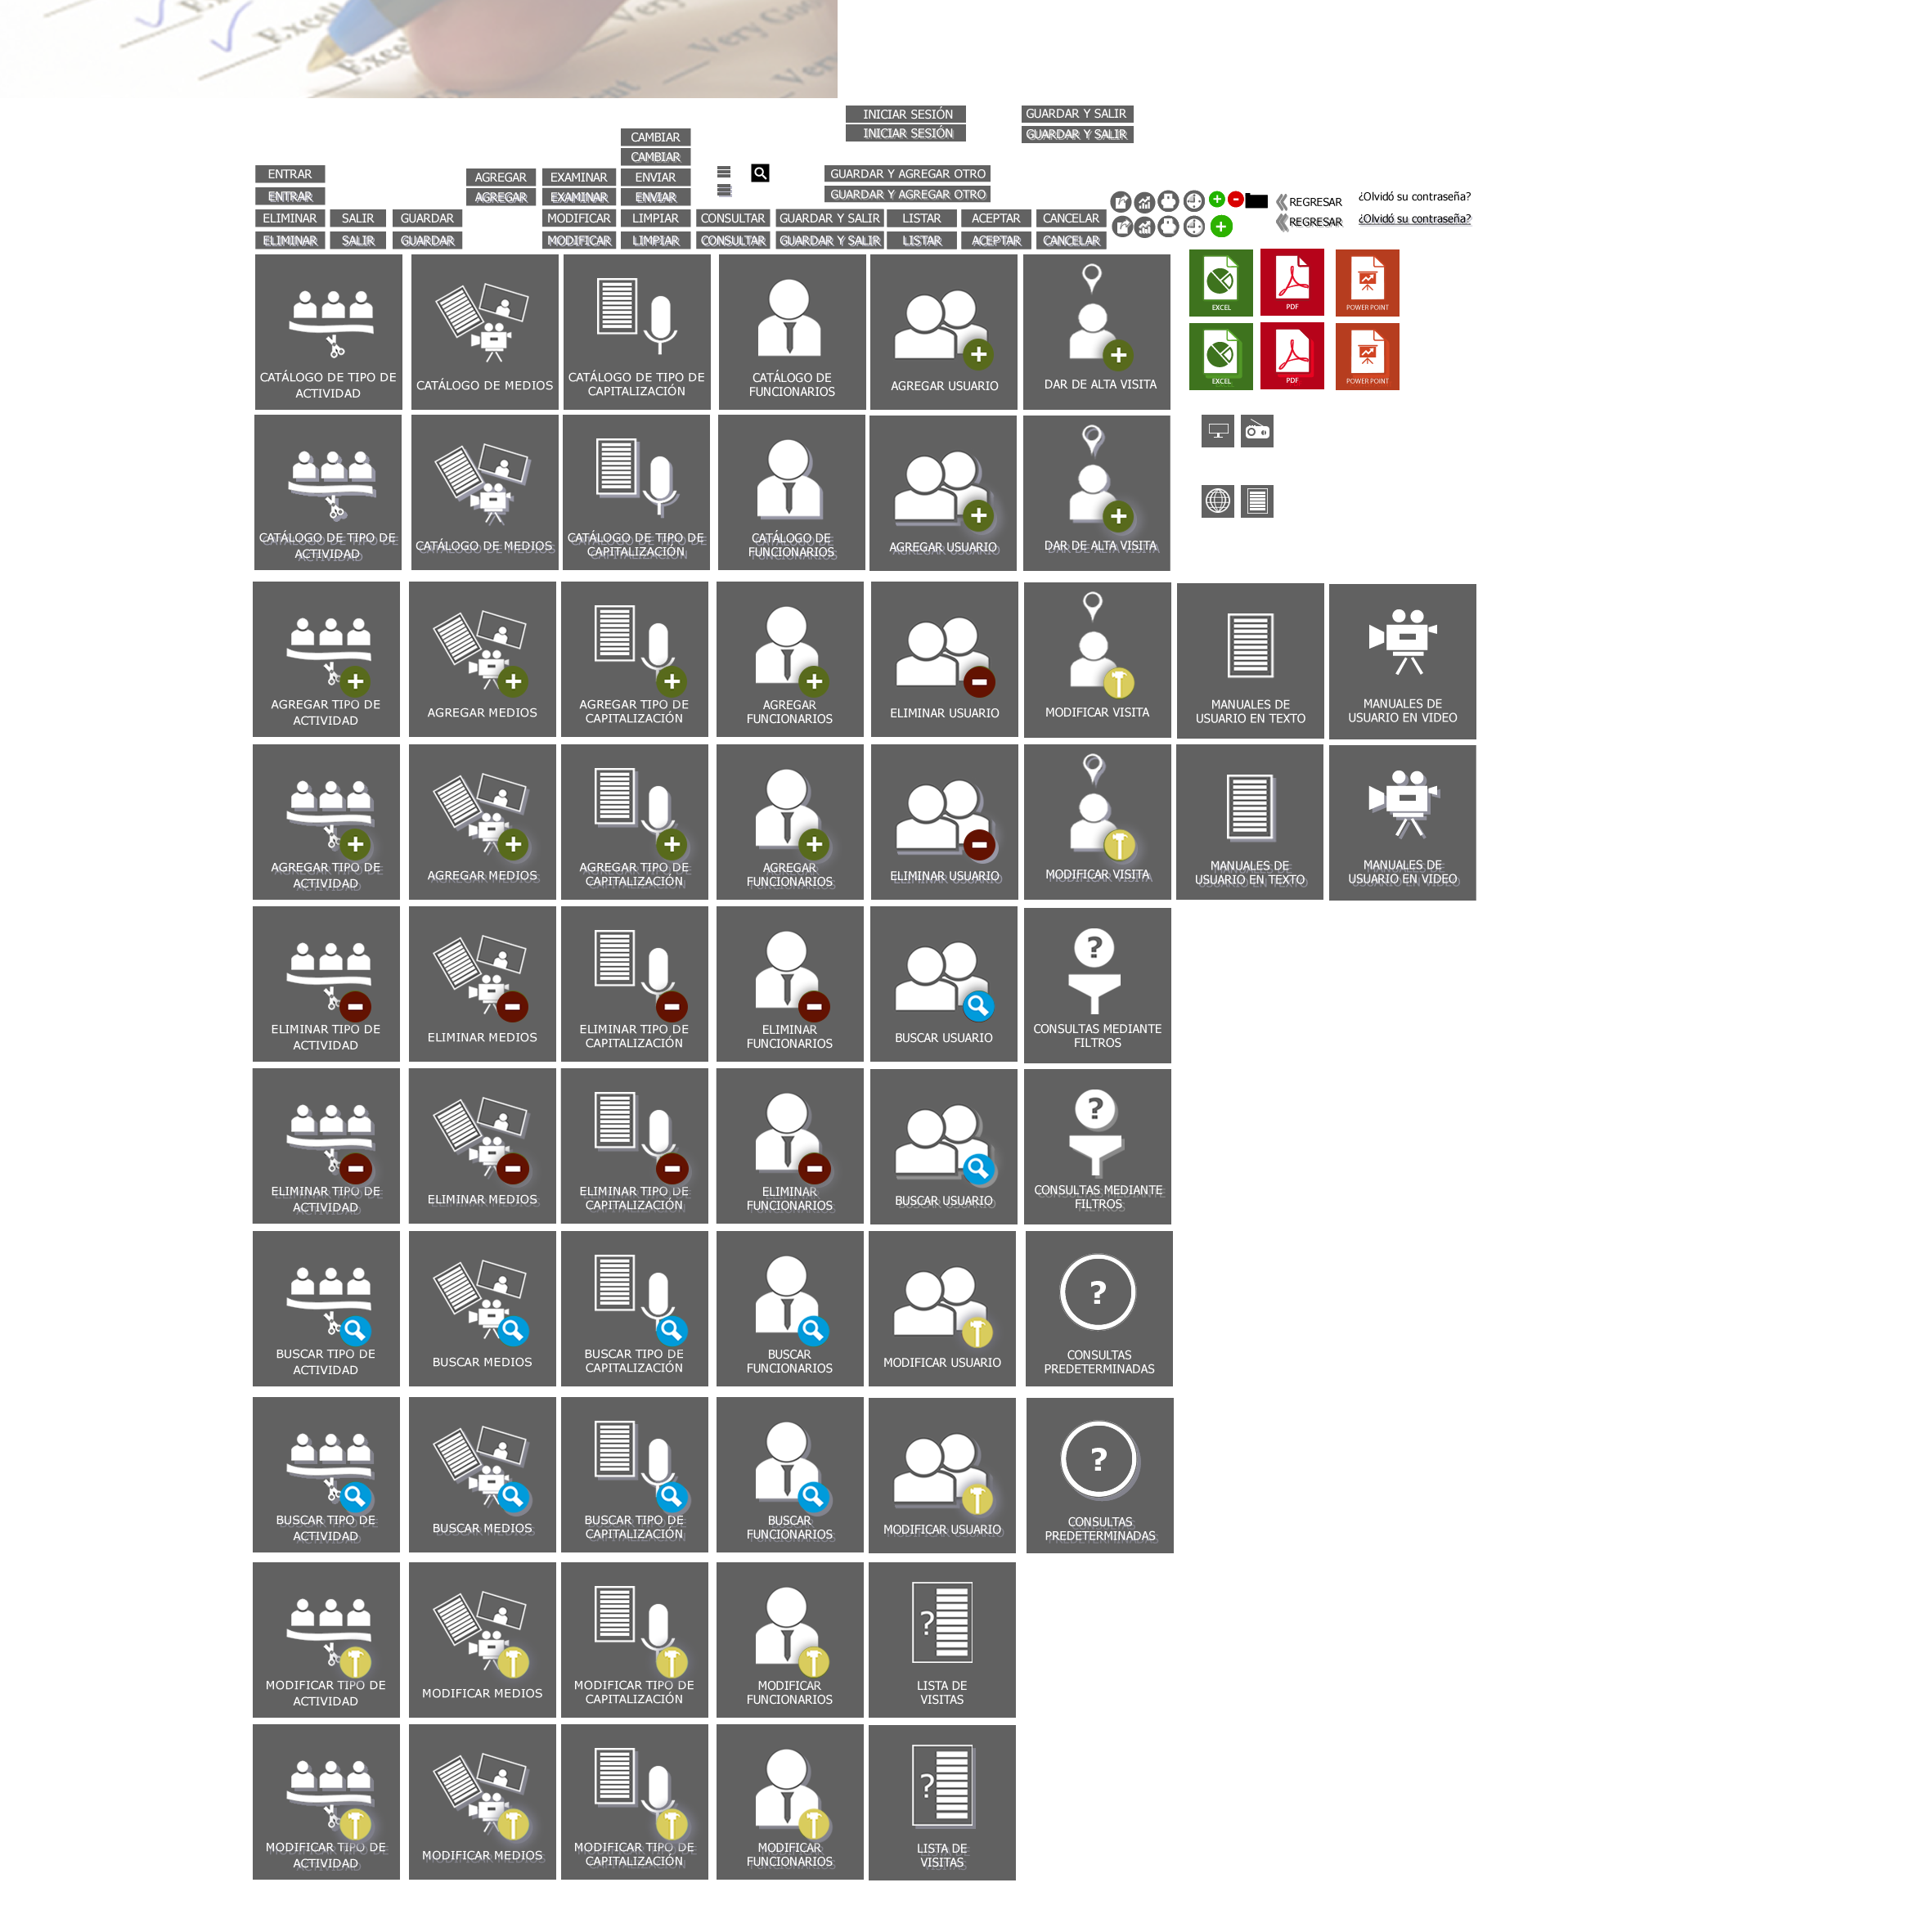 Excell
Very Good
Very
INICIAR SESIÓN
GUARDAR Y SALIR
INICIAR SESIÓN
GUARDAR Y SALIR
CAMBIAR
CAMBIAR
ENTRAR
AGREGAR
EXAMINAR
ENVIAR
GUARDAR Y AGREGAR OTRO
ENTRAR
AGREGAR
EXAMINAR
ENVIAR
GUARDAR Y AGREGAR OTRO
REGRESAR
¿Olvidó su contraseña?
ELIMINAR
SALIR
GUARDAR
MODIFICAR
LIMPIAR
CONSULTAR
GUARDAR Y SALIR
LISTAR
ACEPTAR
CANCELAR
REGRESAR
¿Olvidó su contraseña?
ELIMINAR
SALIR
GUARDAR
MODIFICAR
LIMPIAR
CONSULTAR
GUARDAR Y SALIR
LISTAR
ACEPTAR
CANCELAR
EXCEL
PDF
POWER POINT
CATÁLOGO DE TIPO DE
ACTIVIDAD
CATÁLOGO DE MEDIOS
CATÁLOGO DE TIPO DE
CAPITALIZACIÓN
CATÁLOGO DE
FUNCIONARIOS
AGREGAR USUARIO
DAR DE ALTA VISITA
EXCEL
PDF
POWER POINT
CATÁLOGO DE TIPO DE
ACTIVIDAD
CATÁLOGO DE MEDIOS
CATÁLOGO DE TIPO DE
CAPITALIZACIÓN
CATÁLOGO DE
FUNCIONARIOS
AGREGAR USUARIO
DAR DE ALTA VISITA
AGREGAR TIPO DE
ACTIVIDAD
AGREGAR MEDIOS
AGREGAR TIPO DE
CAPITALIZACIÓN
AGREGAR
FUNCIONARIOS
ELIMINAR USUARIO
MODIFICAR VISITA
MANUALES DE
USUARIO EN TEXTO
MANUALES DE
USUARIO EN VIDEO
AGREGAR TIPO DE
ACTIVIDAD
AGREGAR MEDIOS
AGREGAR TIPO DE
CAPITALIZACIÓN
AGREGAR
FUNCIONARIOS
ELIMINAR USUARIO
MODIFICAR VISITA
MANUALES DE
USUARIO EN TEXTO
MANUALES DE
USUARIO EN VIDEO
ELIMINAR TIPO DE
ACTIVIDAD
ELIMINAR MEDIOS
ELIMINAR TIPO DE
CAPITALIZACIÓN
ELIMINAR
FUNCIONARIOS
BUSCAR USUARIO
?
CONSULTAS MEDIANTE
FILTROS
ELIMINAR TIPO DE
ACTIVIDAD
ELIMINAR MEDIOS
ELIMINAR TIPO DE
CAPITALIZACIÓN
ELIMINAR
FUNCIONARIOS
BUSCAR USUARIO
?
CONSULTAS MEDIANTE
FILTROS
BUSCAR TIPO DE
ACTIVIDAD
BUSCAR MEDIOS
BUSCAR TIPO DE
CAPITALIZACIÓN
BUSCAR
FUNCIONARIOS
MODIFICAR USUARIO
?
CONSULTAS
PREDETERMINADAS
BUSCAR TIPO DE
ACTIVIDAD
BUSCAR MEDIOS
BUSCAR TIPO DE
CAPITALIZACIÓN
BUSCAR
FUNCIONARIOS
MODIFICAR USUARIO
?
CONSULTAS
PREDETERMINADAS
MODIFICAR TIPO DE
ACTIVIDAD
MODIFICAR MEDIOS
MODIFICAR TIPO DE
CAPITALIZACIÓN
MODIFICAR
FUNCIONARIOS
?
LISTA DE
VISITAS
MODIFICAR TIPO DE
ACTIVIDAD
MODIFICAR MEDIOS
MODIFICAR TIPO DE
CAPITALIZACIÓN
MODIFICAR
FUNCIONARIOS
?
LISTA DE
VISITAS